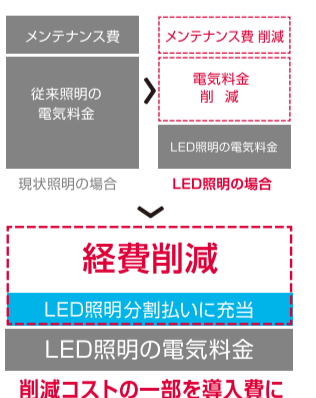 メンテナンス費
従来照明の
電気料金
現状照明の場合
メンテナンス費 削減
電気料金
削 減
LED照明の電気料金
LED照明の場合
経費削減
LED照明分割払いに充当
LED照明の電気料金
削減コストの一部を導入費に